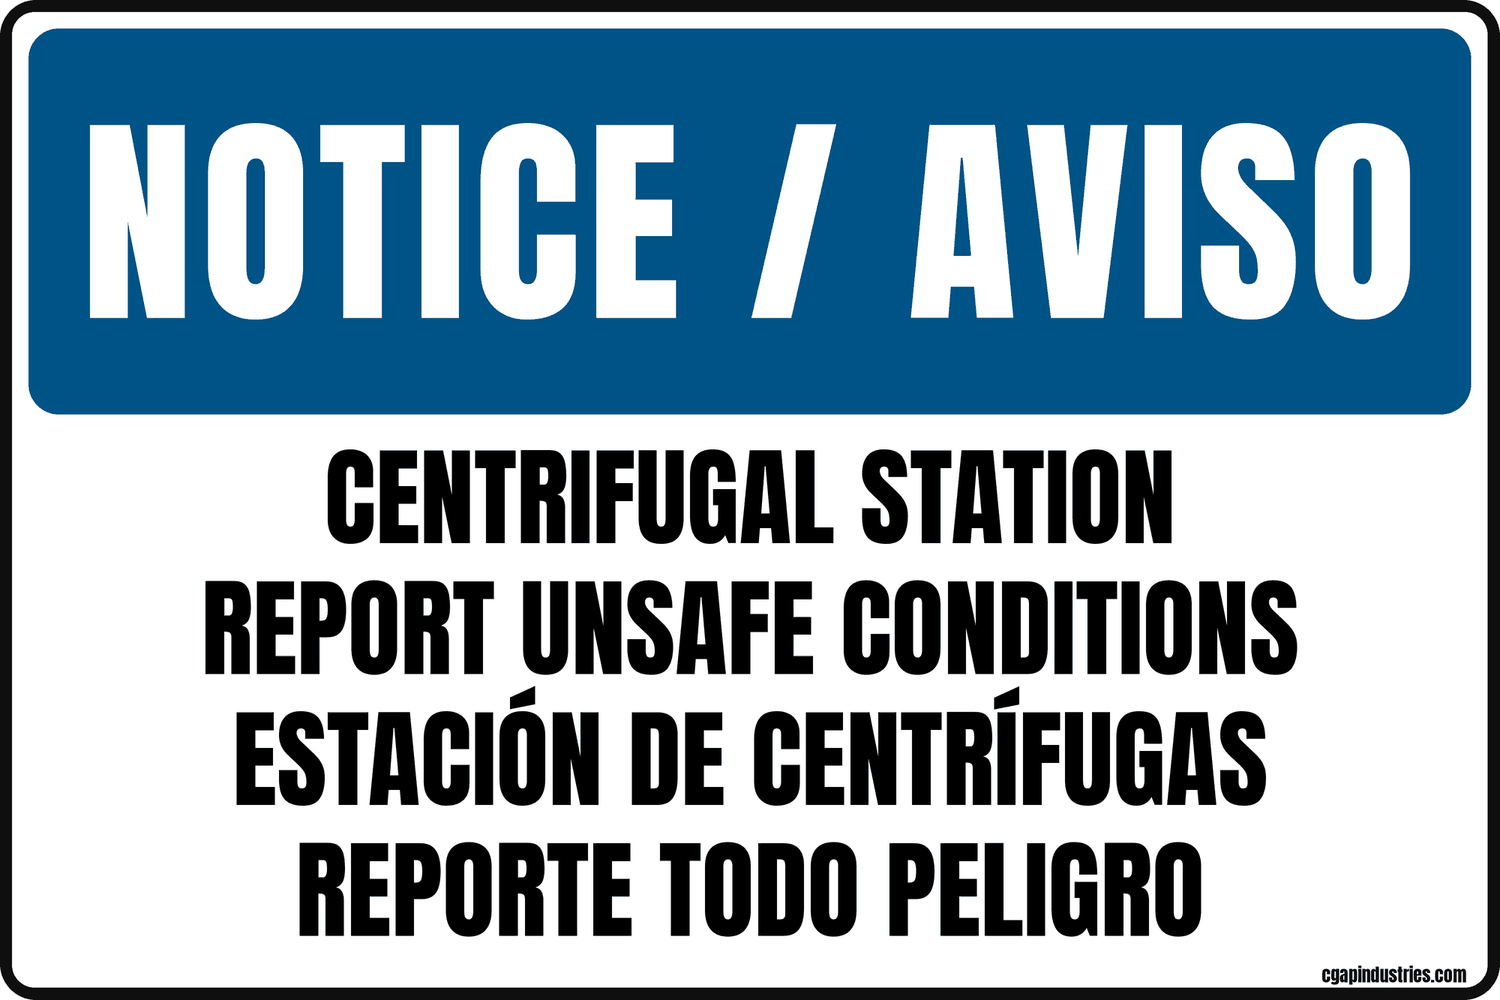 NOTICE / AVISO
CENTRIFUGAL STATION
REPORT UNSAFE CONDITIONS
ESTACIÓN DE CENTRÍFUGAS
REPORTE TODO PELIGRO
cgapindustries.com